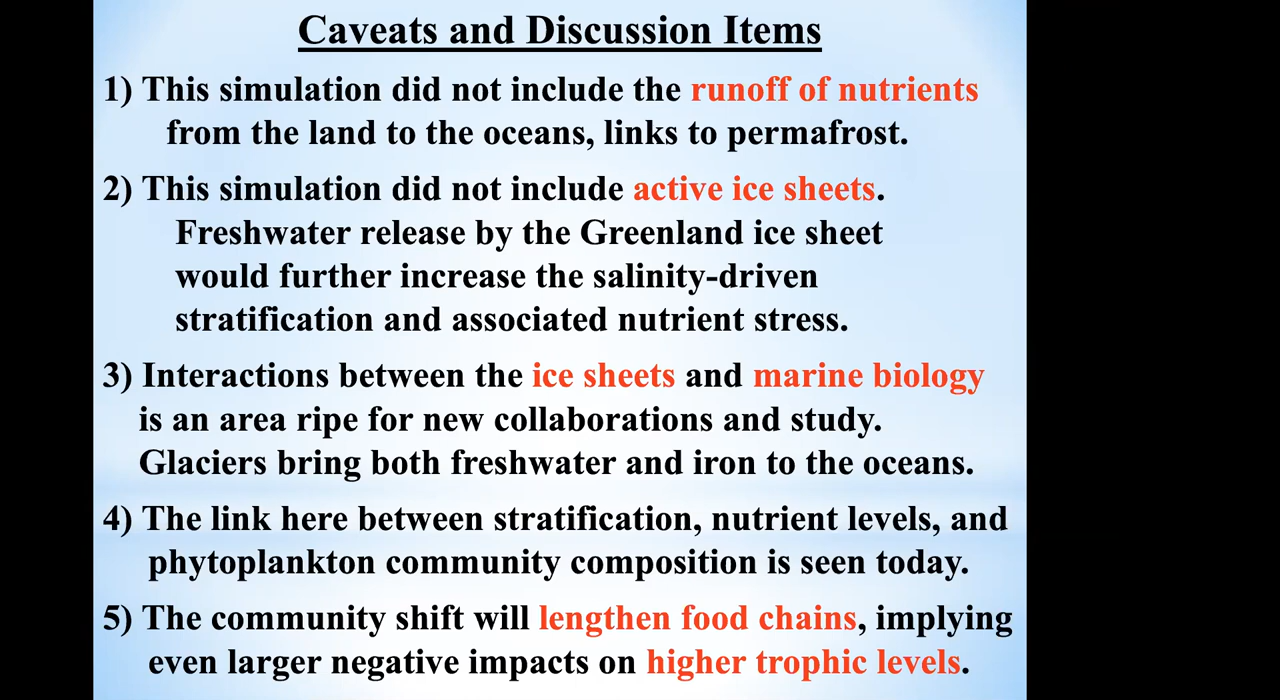 Caveats and Discussion Items
1) This simulation did not include the runoff of nutrients
from the land to the oceans, links to permafrost.
2) This simulation did not include active ice sheets.
Freshwater release by the Greenland ice sheet
would further increase the salinity-driven
stratification and associated nutrient stress.
3) Interactions between the ice sheets and marine biology
is an area ripe for new collaborations and study.
Glaciers bring both freshwater and iron to the oceans.
4) The link here between stratification, nutrient levels, and
phytoplankton community composition is seen today.
5) The community shift will lengthen food chains, implying
even larger negative impacts on higher trophic levels.